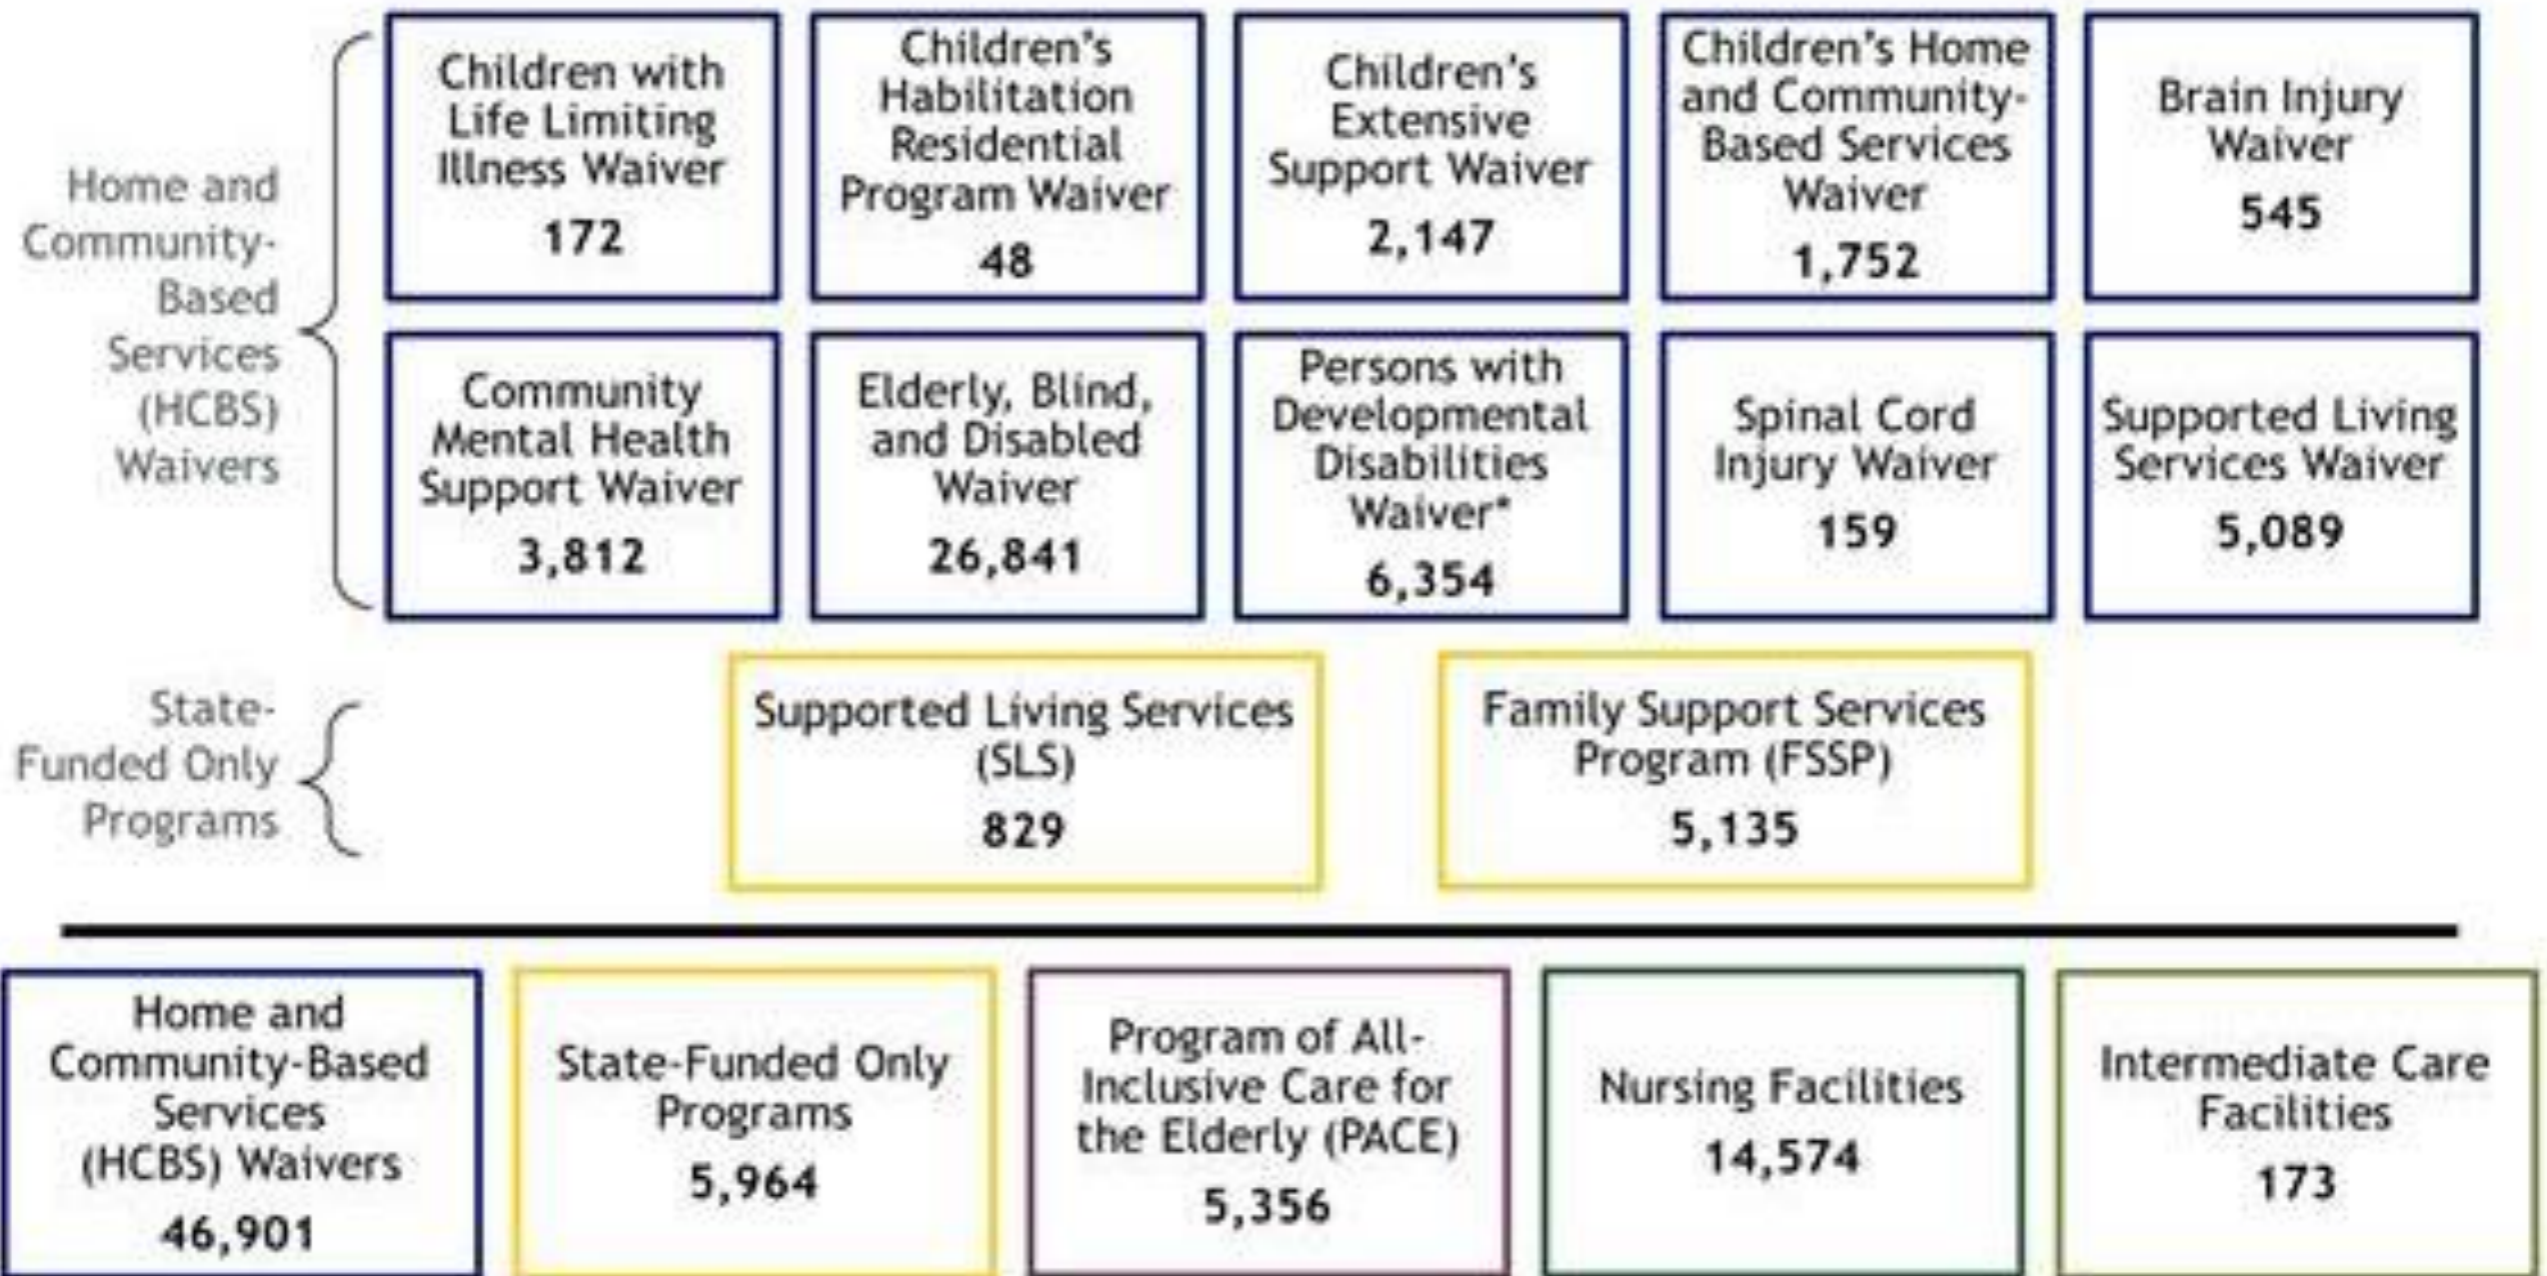 Home and
Community-
Based
Services
(HCBS)
Waivers
Children with
Life Limiting
Illness Waiver
172
Children's
Habilitation
Residential
Program Waiver
48
Children's
Extensive
Support Waiver
2,147
Children's Home
and Community-
Based Services
Waiver
1,752
Brain Injury
Waiver
545
Community
Mental Health
Support Waiver
3,812
Elderly, Blind,
and Disabled
Waiver
26,841
Persons with
Developmental
Disabilities
Waiver*
6,354
Spinal Cord
Injury Waiver
159
Supported Living
Services Waiver
5,089
State-
Funded Only
Programs
Supported Living Services
(SLS)
829
Family Support Services
Program (FSSP)
5,135
Home and
Community-Based
Services
(HCBS) Waivers
46,901
State-Funded Only
Programs
5,964
Program of All-
Inclusive Care for
the Elderly (PACE)
5,356
Nursing Facilities
14,574
Intermediate Care
Facilities
173